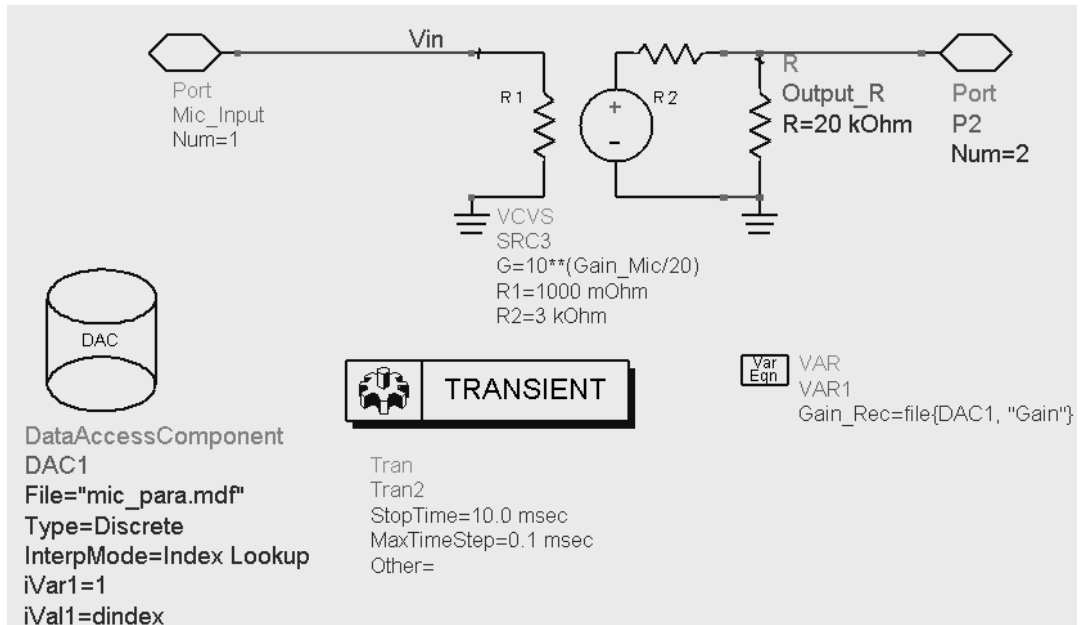 Vin
Port
Mic_Input
Num=1
R1
+
-
R2
R
Output_R
R=20 kOhm
Port
P2
Num=2
VCVS
SRC3
G=10**(Gain_Mic/20)
R1=1000 mOhm
R2=3 kOhm
DAC
DataAccessComponent
DAC1
File="mic_para.mdf"
Type=Discrete
InterpMode=Index Lookup
iVar1=1
iVal1=dindex
TRANSIENT
Tran
Tran2
StopTime=10.0 msec
MaxTimeStep=0.1 msec
Other=
Var
Eqn
VAR
VAR1
Gain_Rec=file{DAC1, "Gain"}